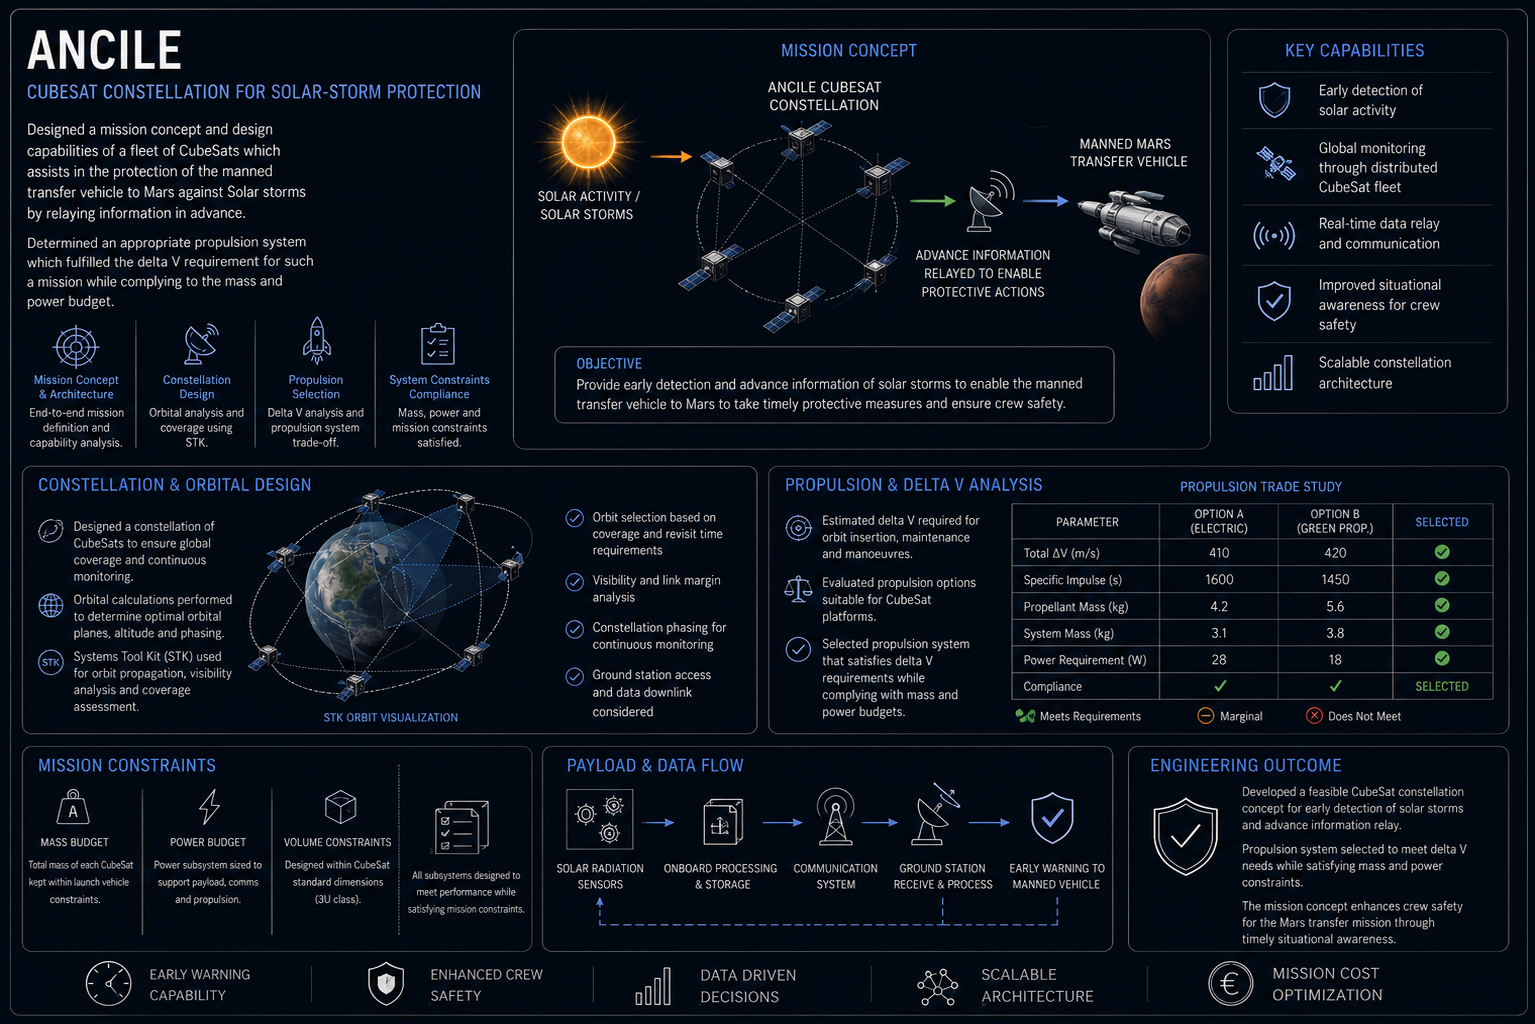 ANCILE
CUBESAT CONSTELLATION FOR SOLAR-STORM PROTECTION
Designed a mission concept and design
capabilities of a fleet of CubeSats which
assists in the protection of the manned
transfer vehicle to Mars against Solar storms
by relaying information in advance.
Determined an appropriate propulsion system
which fulfilled the delta V requirement for such
a mission while complying to the mass and
power budget.
Mission Concept
& Architecture
End-to-end mission
definition and
capability analysis.
Constellation
Design
Orbital analysis and
coverage using
STK.
Propulsion
Selection
Delta V analysis and
propulsion system
trade-off.
System Constraints
Compliance
Mass, power and
mission constraints
satisfied.
MISSION CONCEPT
ANCILE CUBESAT
CONSTELLATION
SOLAR ACTIVITY /
SOLAR STORMS
MANNED MARS
TRANSFER VEHICLE
ADVANCE INFORMATION
RELAYED TO ENABLE
PROTECTIVE ACTIONS
OBJECTIVE
Provide early detection and advance information of solar storms to enable the manned
transfer vehicle to Mars to take timely protective measures and ensure crew safety.
KEY CAPABILITIES
Early detection of
solar activity
Global monitoring
through distributed
CubeSat fleet
Real-time data relay
and communication
Improved situational
awareness for crew
safety
Scalable constellation
architecture
CONSTELLATION & ORBITAL DESIGN
Designed a constellation of
CubeSats to ensure global
coverage and continuous
monitoring.
Orbital calculations performed
to determine optimal orbital
planes, altitude and phasing.
STK
Systems Tool Kit (STK) used
for orbit propagation, visibility
analysis and coverage
assessment.
STK ORBIT VISUALIZATION
Orbit selection based on
coverage and revisit time
requirements
Visibility and link margin
analysis
Constellation phasing for
continuous monitoring
Ground station access
and data downlink
considered
PROPULSION & DELTA V ANALYSIS
Estimated delta V required for
orbit insertion, maintenance
and manoeuvres.
Evaluated propulsion options
suitable for CubeSat
platforms.
Selected propulsion system
that satisfies delta V
requirements while
complying with mass and
power budgets.
PROPULSION TRADE STUDY
PARAMETER OPTION A (ELECTRIC) OPTION B (GREEN PROP.) SELECTED
Total ΔV (m/s) 410 420
Specific Impulse (s) 1600 1450
Propellant Mass (kg) 4.2 5.6
System Mass (kg) 3.1 3.8
Power Requirement (W) 28 18
Compliance ✓ ✓ SELECTED
Meets Requirements Marginal Does Not Meet
MISSION CONSTRAINTS
A
MASS BUDGET
Total mass of each CubeSat
kept within launch vehicle
constraints.
POWER BUDGET
Power subsystem sized to
support payload, comms
and propulsion.
VOLUME CONSTRAINTS
Designed within CubeSat
standard dimensions
(3U class).
All subsystems designed to
meet performance while
satisfying mission constraints.
PAYLOAD & DATA FLOW
SOLAR RADIATION
SENSORS
ONBOARD PROCESSING
& STORAGE
COMMUNICATION
SYSTEM
GROUND STATION
RECEIVE & PROCESS
EARLY WARNING TO
MANNED VEHICLE
ENGINEERING OUTCOME
Developed a feasible CubeSat constellation
concept for early detection of solar storms
and advance information relay.
Propulsion system selected to meet delta V
needs while satisfying mass and power
constraints.
The mission concept enhances crew safety
for the Mars transfer mission through
timely situational awareness.
EARLY WARNING
CAPABILITY
ENHANCED CREW
SAFETY
DATA DRIVEN
DECISIONS
SCALABLE
ARCHITECTURE
€
MISSION COST
OPTIMIZATION